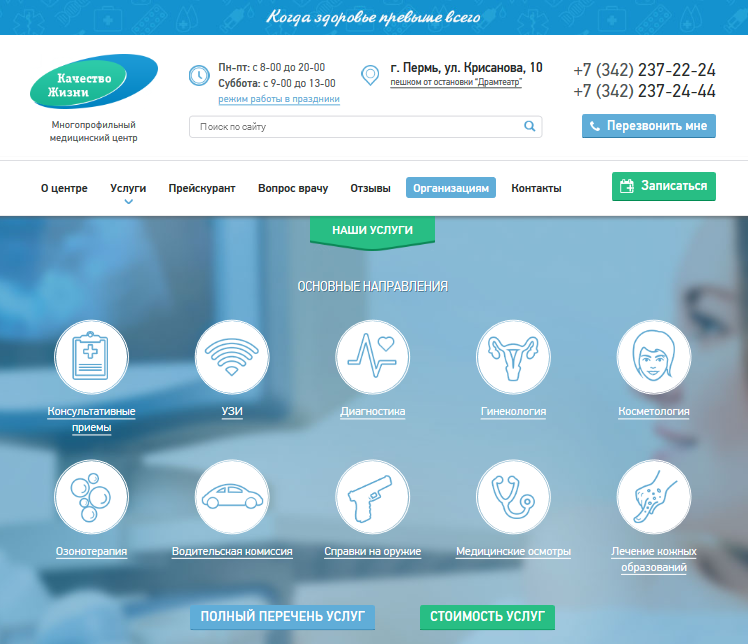 Когда здоровье превыше всего
Качество
Жизни
Многопрофильный
медицинский центр
Пн-пт: с 8-00 до 20-00
Суббота: с 9-00 до 13-00
режим работы в праздники
г. Пермь, ул. Крисанова, 10
пешком от остановки "Драмтеатр"
+7 (342) 237-22-24
+7 (342) 237-24-44
Поиск по сайту
Перезвонить мне
О центре Услуги Прейскурант Вопрос врачу Отзывы Организациям Контакты Записаться
НАШИ УСЛУГИ
ОСНОВНЫЕ НАПРАВЛЕНИЯ
Консультативные
приемы
УЗИ
Диагностика
Гинекология
Косметология
Озонотерапия
Водительская комиссия
Справки на оружие
Медицинские осмотры
Лечение кожных
образований
ПОЛНЫЙ ПЕРЕЧЕНЬ УСЛУГ
СТОИМОСТЬ УСЛУГ